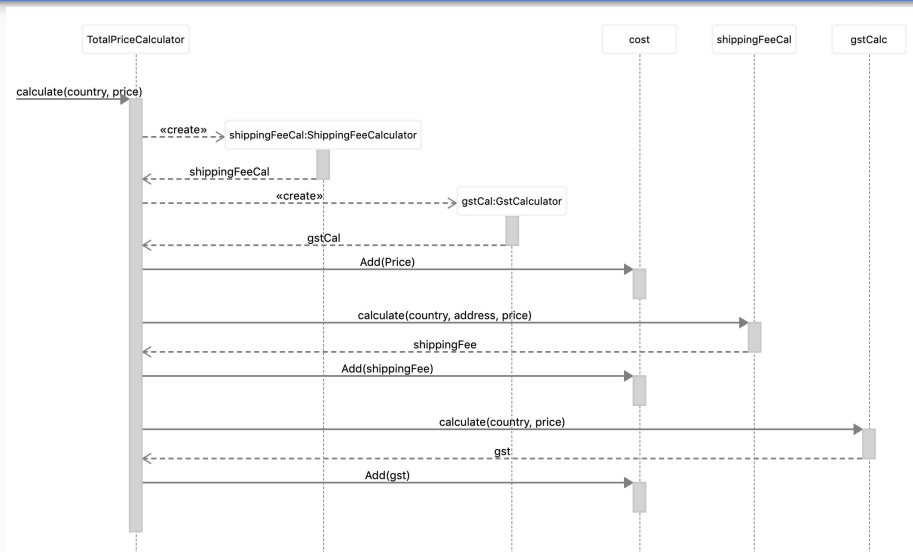 TotalPriceCalculator
cost
shippingFeeCal
gstCalc
calculate(country, price)
«create»
shippingFeeCal:ShippingFeeCalculator
shippingFeeCal
«create»
gstCal:GstCalculator
gstCal
Add(Price)
calculate(country, address, price)
shippingFee
Add(shippingFee)
calculate(country, price)
gst
Add(gst)